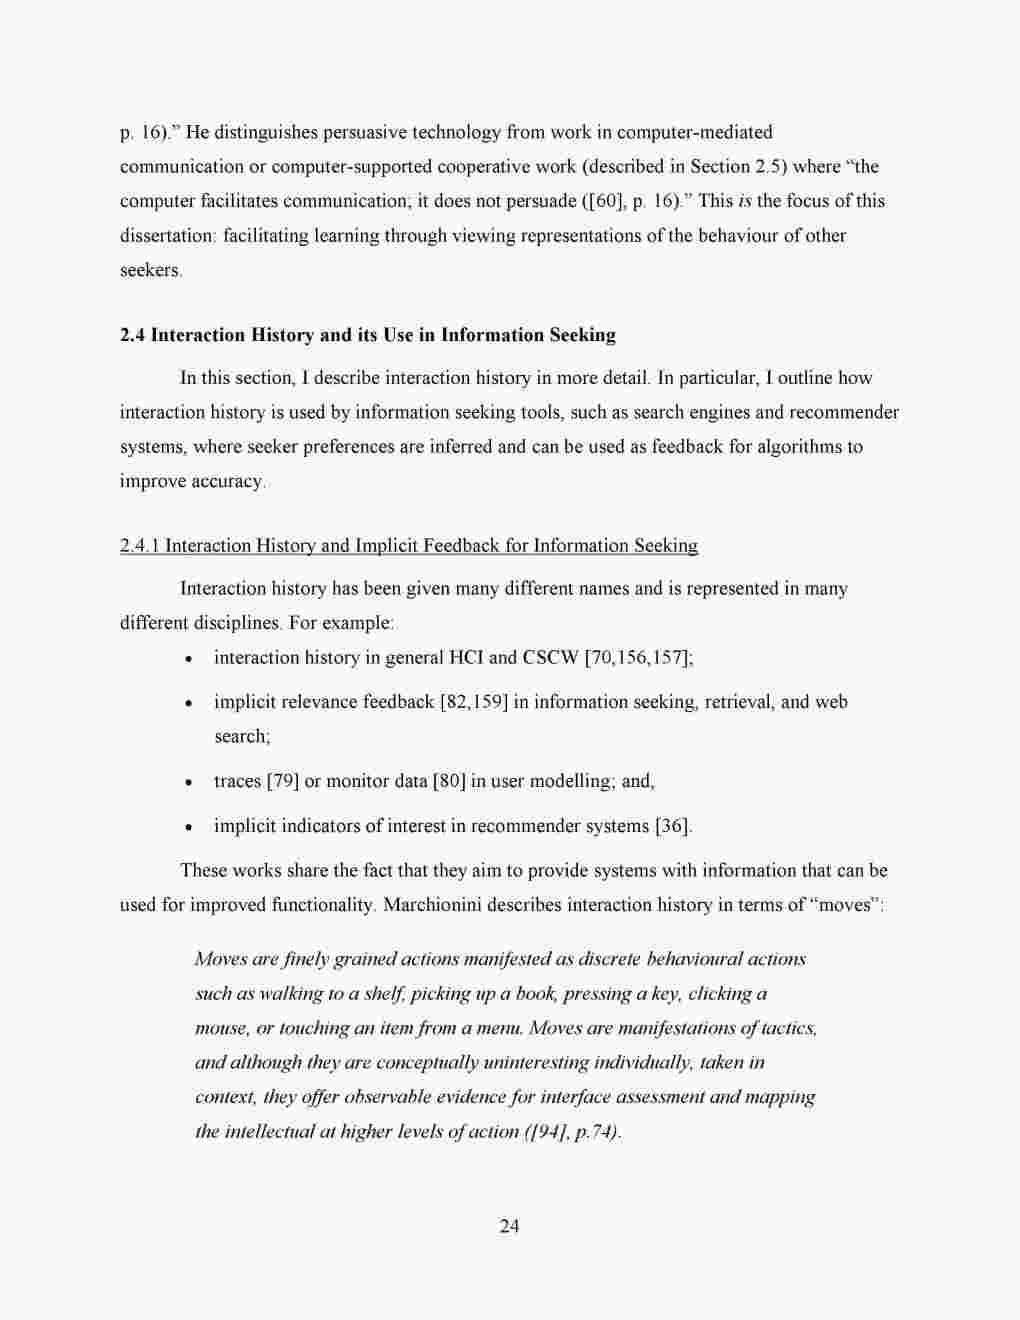 p. 16).” He distinguishes persuasive technology from work in computer-mediated
communication or computer-supported cooperative work (described in Section 2.5) where “the
computer facilitates communication; it does not persuade ([60], p. 16).” This is the focus of this
dissertation: facilitating learning through viewing representations of the behaviour of other
seekers.
2.4 Interaction History and its Use in Information Seeking
In this section, I describe interaction history in more detail. In particular, I outline how
interaction history is used by information seeking tools, such as search engines and recommender
systems, where seeker preferences are inferred and can be used as feedback for algorithms to
improve accuracy.
2.4.1 Interaction History and Implicit Feedback for Information Seeking
Interaction history has been given many different names and is represented in many
different disciplines. For example:
• interaction history in general HCI and CSCW [70,156,157];
• implicit relevance feedback [82,159] in information seeking, retrieval, and web
search;
• traces [79] or monitor data [80] in user modelling; and,
• implicit indicators of interest in recommender systems [36].
These works share the fact that they aim to provide systems with information that can be
used for improved functionality. Marchionini describes interaction history in terms of “moves”:
Moves are finely grained actions manifested as discrete behavioural actions
such as walking to a shelf, picking up a book, pressing a key, clicking a
mouse, or touching an item from a menu. Moves are manifestations of tactics,
and although they are conceptually uninteresting individually, taken in
context, they offer observable evidence for interface assessment and mapping
the intellectual at higher levels of action ([94], p.74).
24